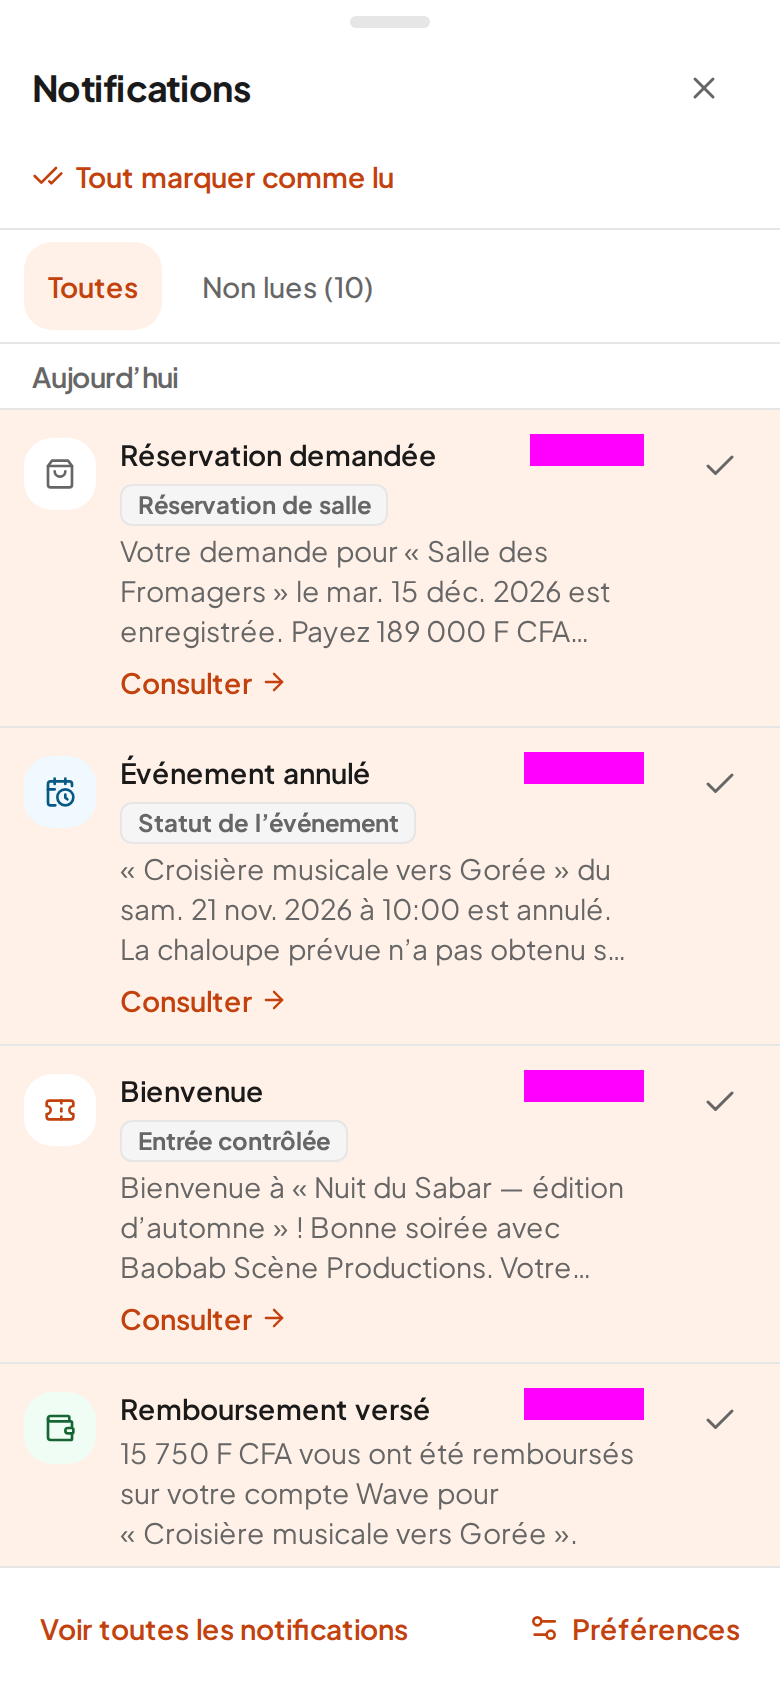 Notifications
Tout marquer comme lu
Toutes
Non lues (10)
Aujourd’hui
Réservation demandée
Réservation de salle
Votre demande pour « Salle des
Fromagers » le mar. 15 déc. 2026 est
enregistrée. Payez 189 000 F CFA…
Consulter
Événement annulé
Statut de l’événement
« Croisière musicale vers Gorée » du
sam. 21 nov. 2026 à 10:00 est annulé.
La chaloupe prévue n’a pas obtenu s…
Consulter
Bienvenue
Entrée contrôlée
Bienvenue à « Nuit du Sabar — édition
d’automne » ! Bonne soirée avec
Baobab Scène Productions. Votre…
Consulter
Remboursement versé
15 750 F CFA vous ont été remboursés
sur votre compte Wave pour
« Croisière musicale vers Gorée ».
Voir toutes les notifications
Préférences